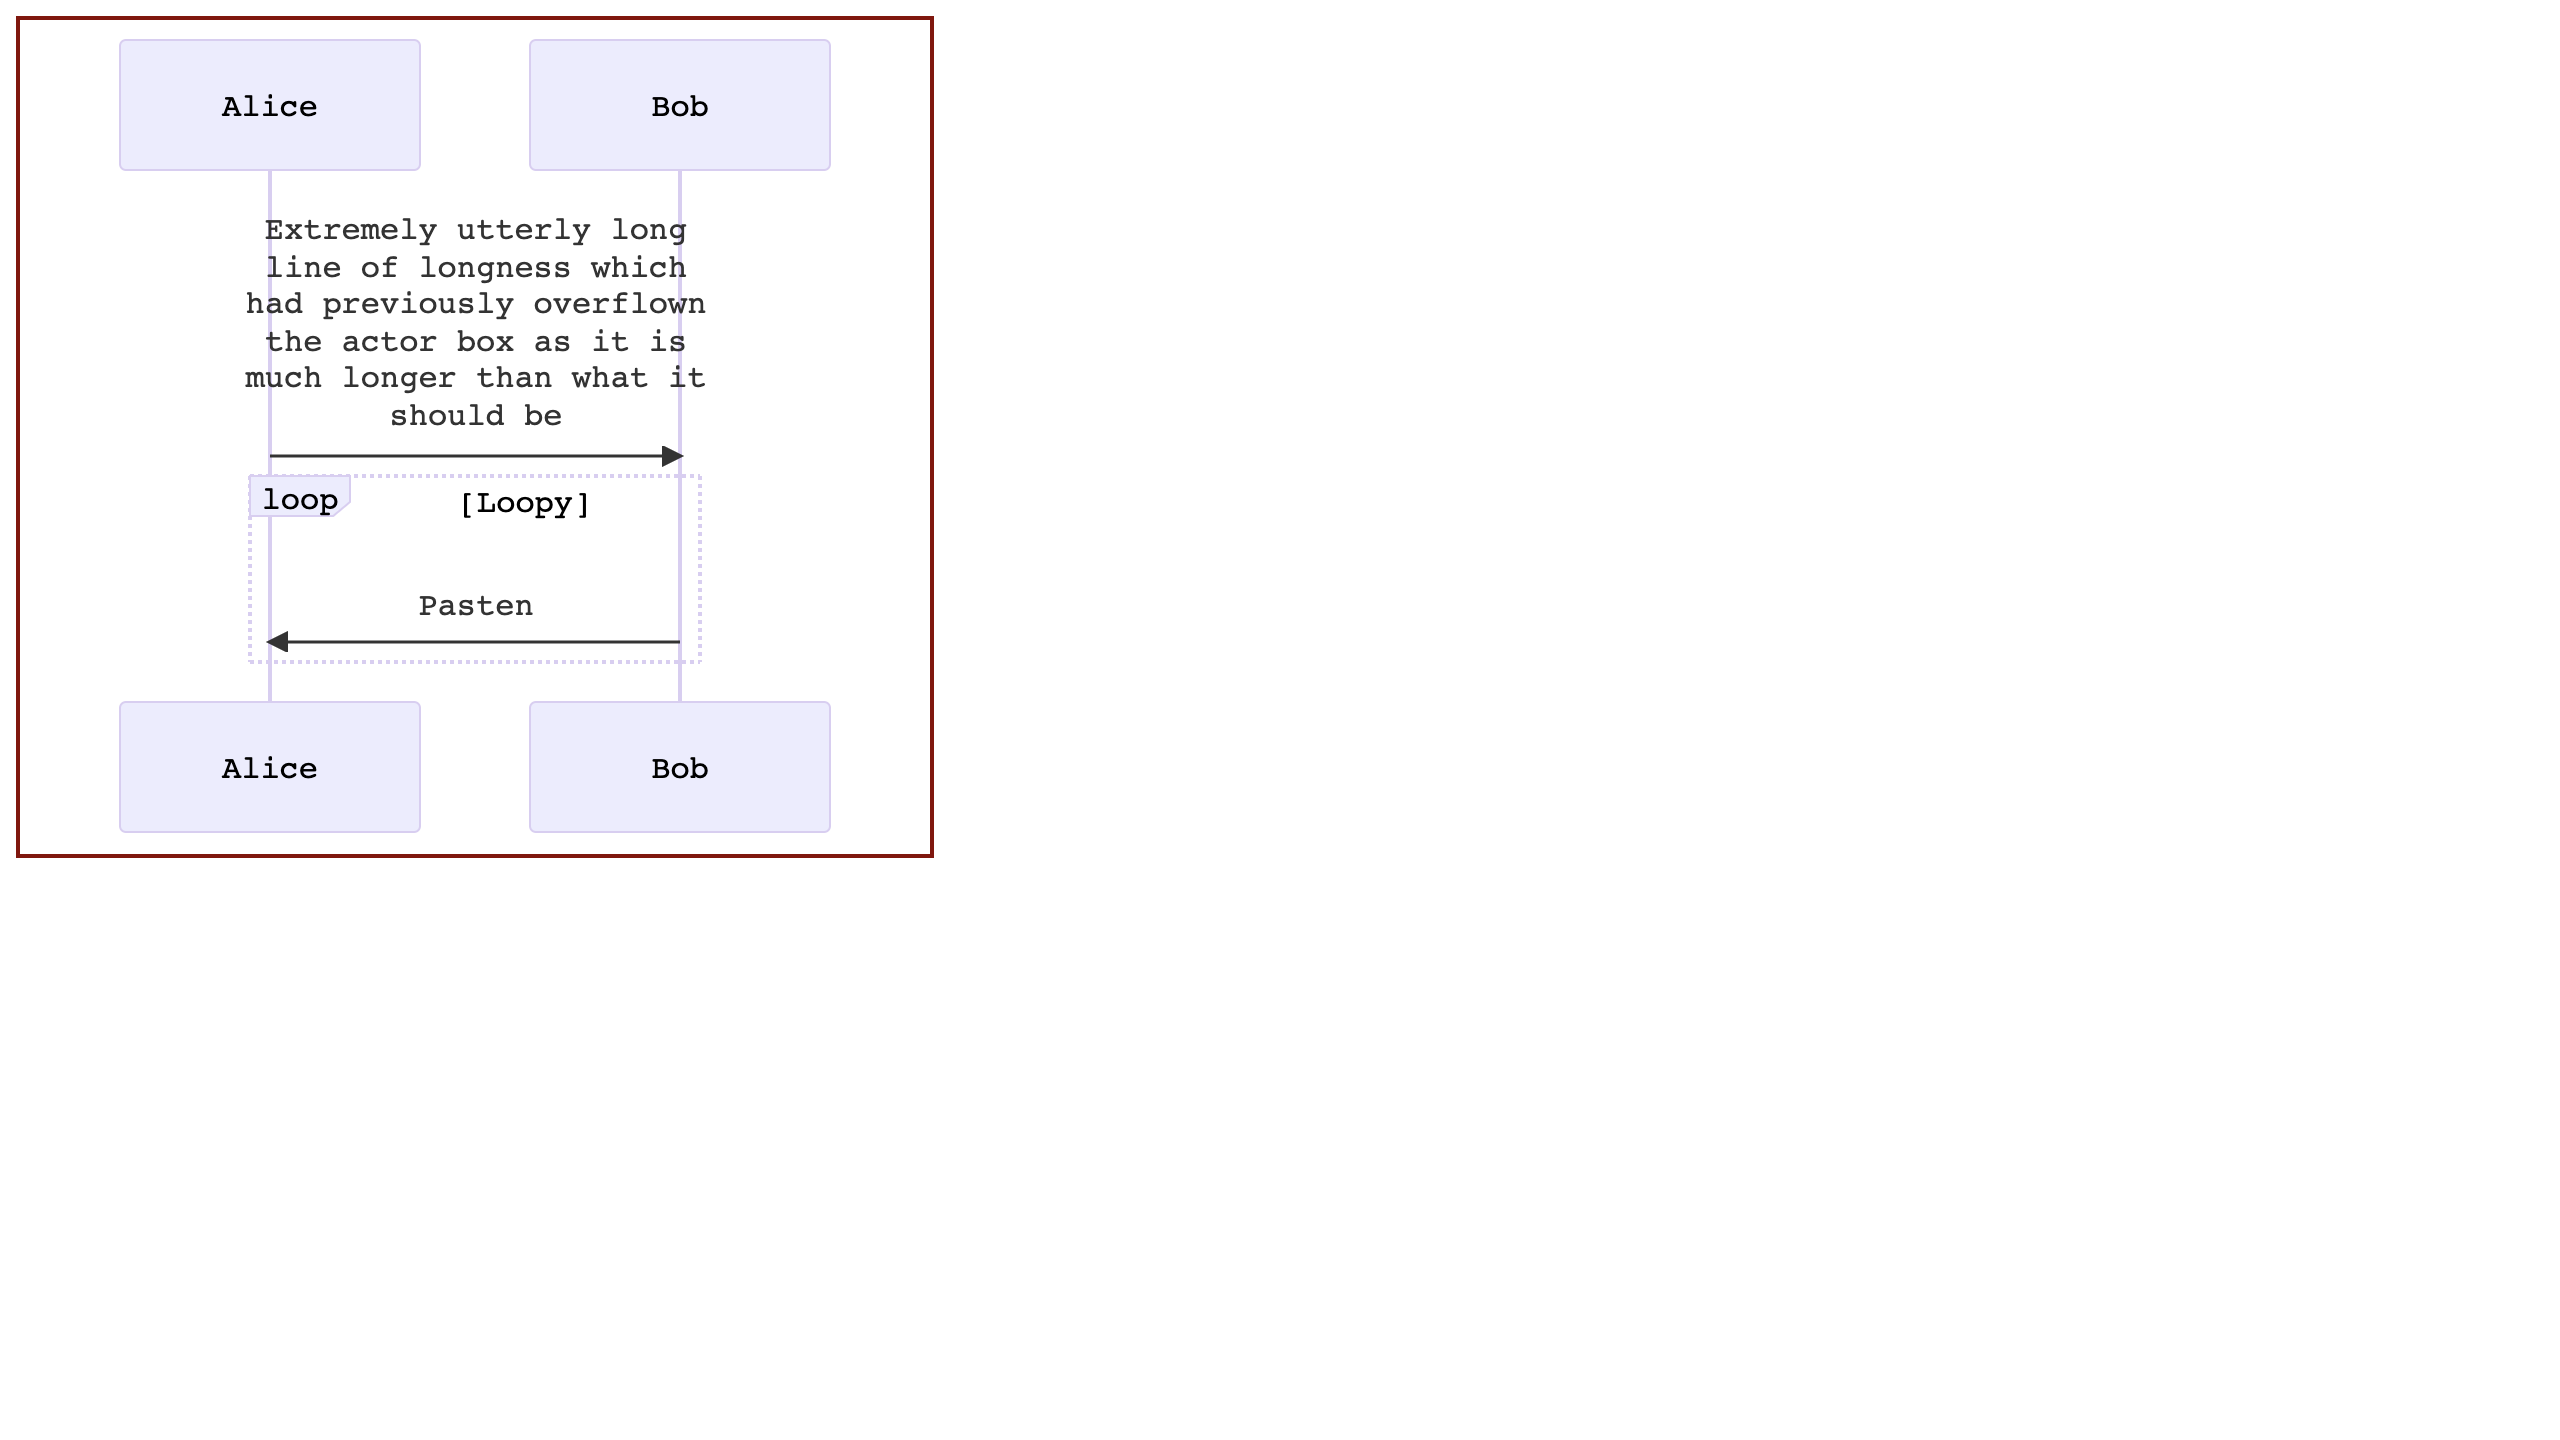 Alice
Bob
Extremely utterly long
line of longness which
had previously overflown
the actor box as it is
much longer than what it
should be
loop
[Loopy]
Pasten
Alice
Bob